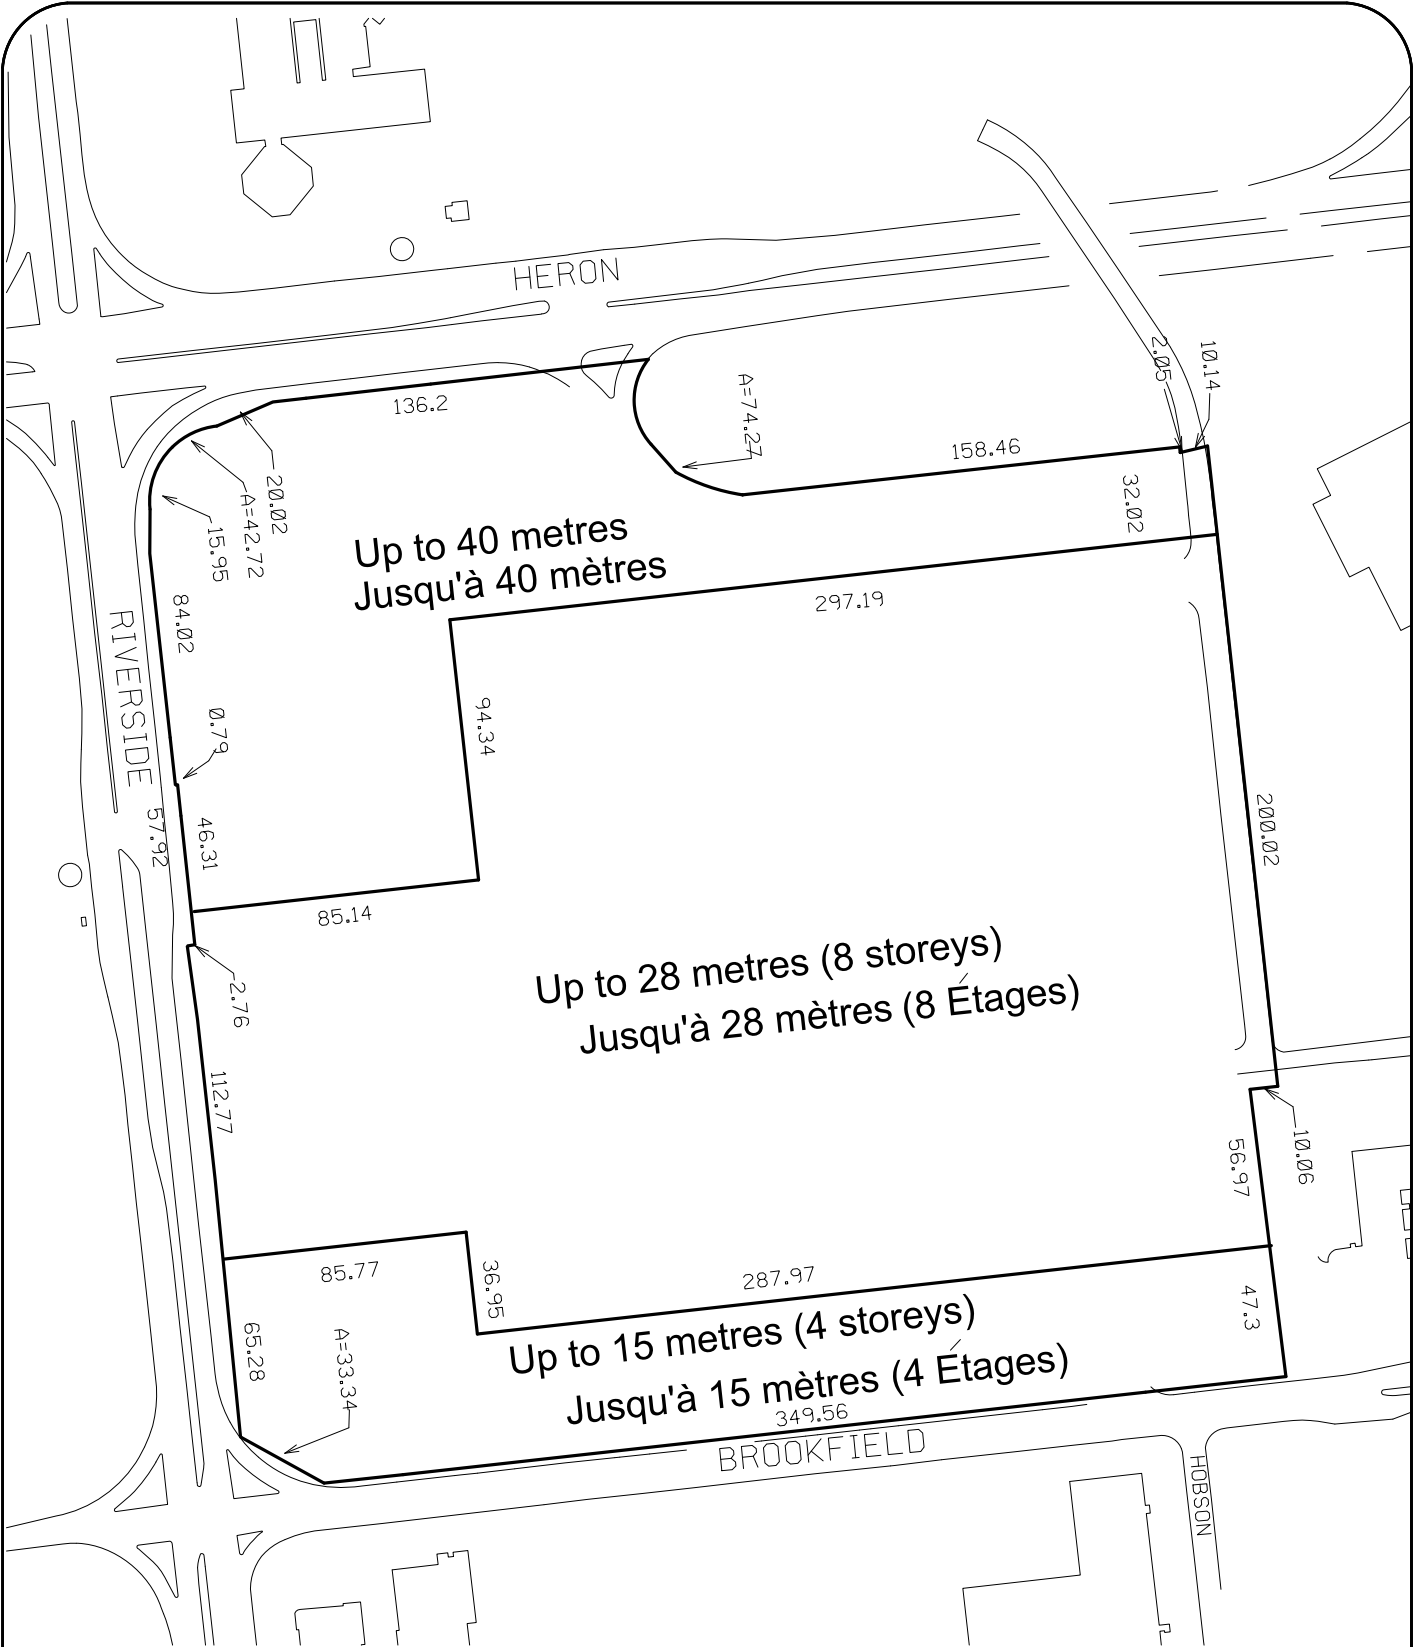 HERON
2.05
10.14
136.2
A=74.27
158.46
32.02
20.02
A=42.72
15.95
Up to 40 metres
Jusqu'à 40 mètres
297.19
84.02
RIVERSIDE
0.79
94.34
57.92
46.31
200.02
85.14
Up to 28 metres (8 storeys)
Jusqu'à 28 mètres (8 Étages)
2.76
112.77
10.06
56.97
85.77
36.95
287.97
47.3
Up to 15 metres (4 storeys)
Jusqu'à 15 mètres (4 Étages)
65.28
A=33.34
349.56
BROOKFIELD
HOBSON